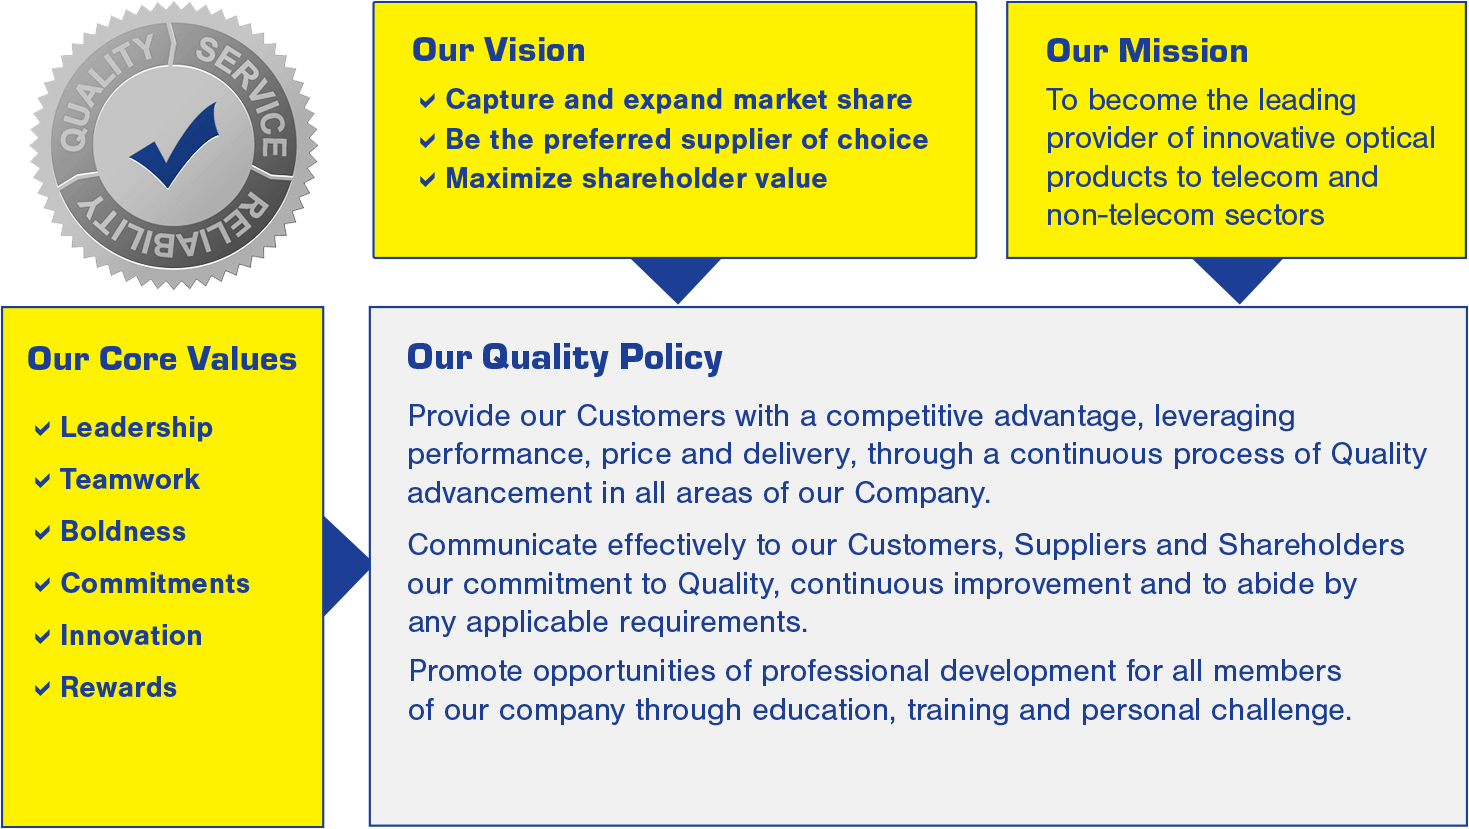 QUALITY
SERVICE
RELIABILITY
Our Vision
Capture and expand market share
Be the preferred supplier of choice
Maximize shareholder value
Our Mission
To become the leading
provider of innovative optical
products to telecom and
non-telecom sectors
Our Core Values
Leadership
Teamwork
Boldness
Commitments
Innovation
Rewards
Our Quality Policy
Provide our Customers with a competitive advantage, leveraging
performance, price and delivery, through a continuous process of Quality
advancement in all areas of our Company.
Communicate effectively to our Customers, Suppliers and Shareholders
our commitment to Quality, continuous improvement and to abide by
any applicable requirements.
Promote opportunities of professional development for all members
of our company through education, training and personal challenge.